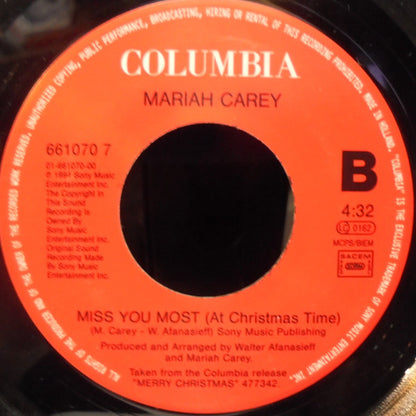 COLUMBIA
MARIAH CAREY
661070 7
01-661070-00
℗ 1994 Sony Music
Entertainment Inc.
The Copyright in
This Sound
Recording is
Owned By
Sony Music
Entertainment Inc.
Original Sound
Recording Made
By Sony Music
Entertainment Inc.
B
4:32
LC 0162
MCPS/BIEM
SACEM
MISS YOU MOST (At Christmas Time)
(M. Carey - W. Afanasieff) Sony Music Publishing
Produced and Arranged by Walter Afanasieff
and Mariah Carey.
Taken from the Columbia release
"MERRY CHRISTMAS" 477342.
ALL RIGHTS OF THE PRODUCER AND OF THE OWNER OF THE RECORDED WORK RESERVED. UNAUTHORIZED COPYING, PUBLIC PERFORMANCE, BROADCASTING, HIRING OR RENTAL OF THIS RECORDING PROHIBITED. MADE IN HOLLAND. "COLUMBIA" IS THE EXCLUSIVE TRADEMARK OF SONY MUSIC ENTERTAINMENT INC.